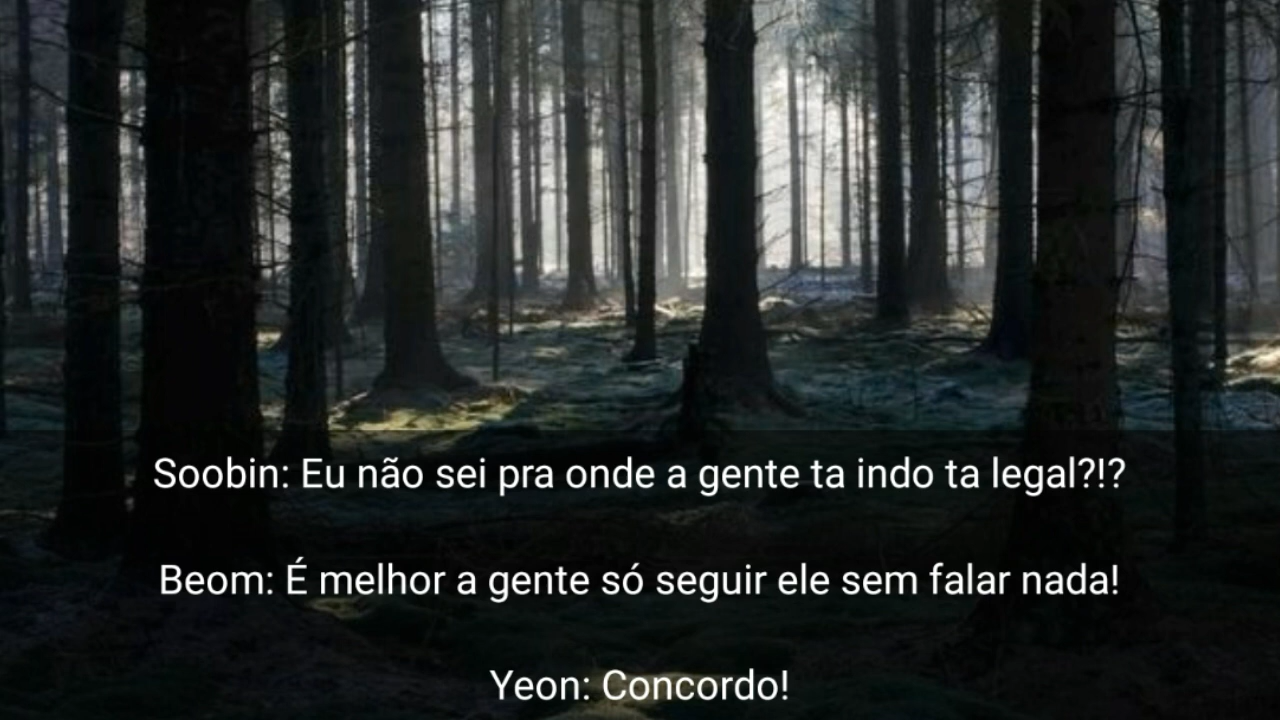 Soobin: Eu não sei pra onde a gente ta indo ta legal?!?
Beom: É melhor a gente só seguir ele sem falar nada!
Yeon: Concordo!